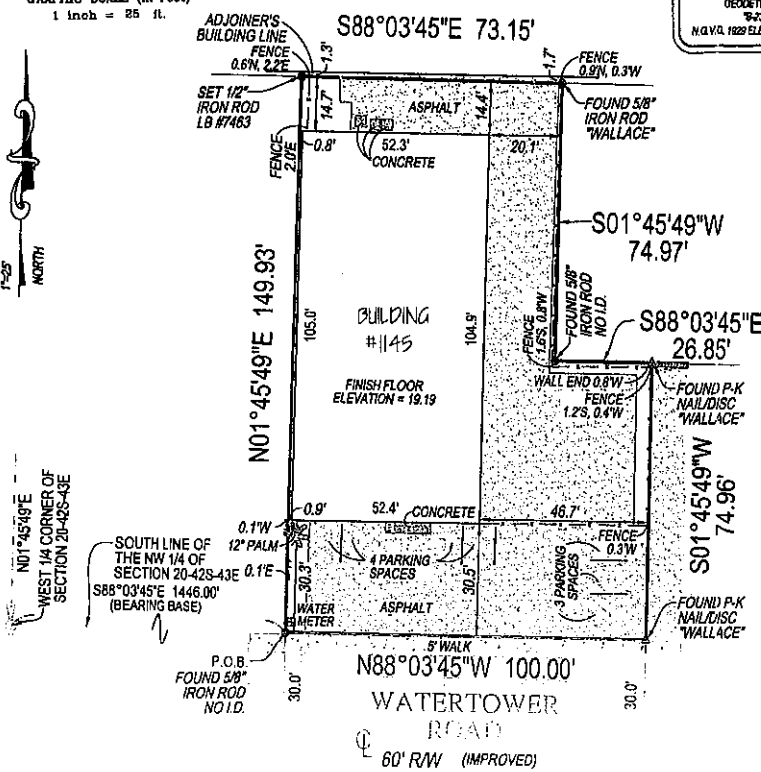 1 inch = 25 ft.
GEODETI
N.G.V.D. 1929 ELE
S88°03'45"E 73.15'
ADJOINER'S
BUILDING LINE
FENCE
0.6'N, 2.2'E
1.3'
1.7'
FENCE
0.9'N, 0.3'W
SET 1/2"
IRON ROD
LB #7463
14.7'
ASPHALT
14.4'
FOUND 5/8"
IRON ROD
"WALLACE"
FENCE
2.0'E
0.8'
52.3'
CONCRETE
20.1'
1"=25'
NORTH
S01°45'49"W
74.97'
N01°45'49"E 149.93'
105.0'
BUILDING
#1145
104.9'
FINISH FLOOR
ELEVATION = 19.19
FENCE
1.6'S, 0.8'W
FOUND 5/8"
IRON ROD
NO I.D.
S88°03'45"E
26.85'
WALL END 0.8'W
FENCE
1.2'S, 0.4'W
FOUND P-K
NAIL/DISC
"WALLACE"
S01°45'49"W
74.96'
N01°45'49"E
WEST 1/4 CORNER OF
SECTION 20-42S-43E
SOUTH LINE OF
THE NW 1/4 OF
SECTION 20-42S-43E
S88°03'45"E 1446.00'
(BEARING BASE)
0.1'W
12" PALM
0.1'E
0.9'
52.4'
CONCRETE
46.7'
FENCE
0.3'W
30.3'
4 PARKING
SPACES
30.5'
3 PARKING
SPACES
WATER
METER
ASPHALT
FOUND P-K
NAIL/DISC
"WALLACE"
5' WALK
P.O.B.
FOUND 5/8"
IRON ROD
NO I.D.
N88°03'45"W 100.00'
30.0'
30.0'
WATERTOWER
ROAD
60' R/W (IMPROVED)